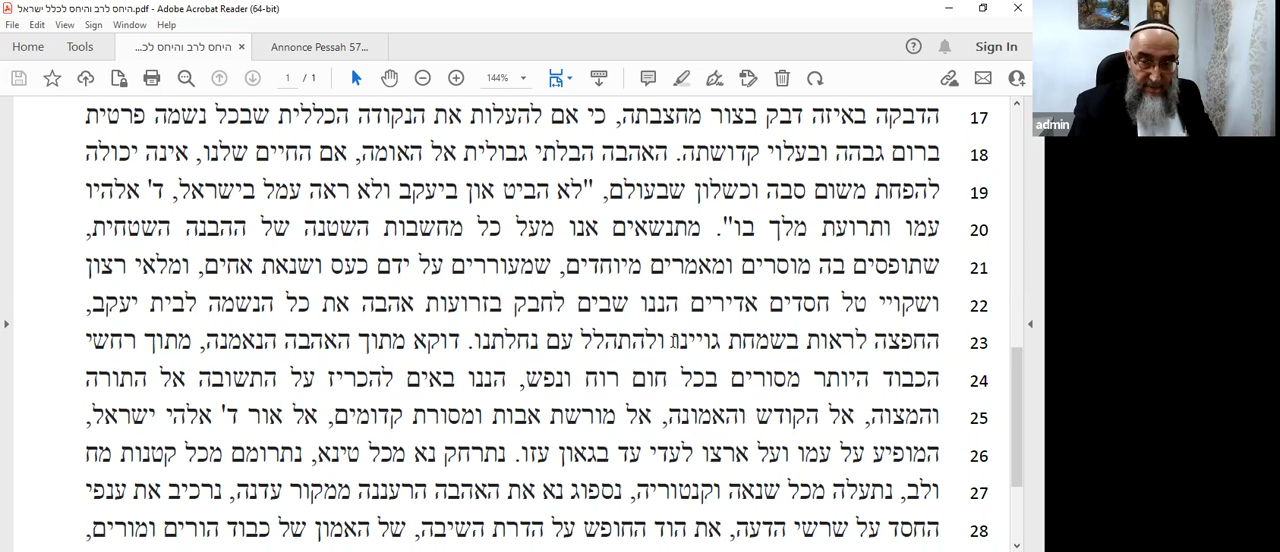 היחס לרב והיחס לכלל ישראל.pdf - Adobe Acrobat Reader (64-bit)
File Edit View Sign Window Help
Home Tools היחס לרב והיחס לכ... × Annonce Pessah 57... Sign In
1 / 1 144%
admin
הדבקה באיזה דבק בצור מחצבתה, כי אם להעלות את הנקודה הכללית שבכל נשמה פרטית 17
ברום גבהה ובעלוי קדושתה. האהבה הבלתי גבולית אל האומה, אם החיים שלנו, אינה יכולה 18
להפחת משום סבה וכשלון שבעולם, "לא הביט און ביעקב ולא ראה עמל בישראל, ד' אלהיו 19
עמו ותרועת מלך בו". מתנשאים אנו מעל כל מחשבות השטנה של ההבנה השטחית, 20
שתופסים בה מוסרים ומאמרים מיוחדים, שמעוררים על ידם כעס ושנאת אחים, ומלאי רצון 21
ושקויי טל חסדים אדירים הננו שבים לחבק בזרועות אהבה את כל הנשמה לבית יעקב, 22
החפצה לראות בשמחת גויינו ולהתהלל עם נחלתנו. דוקא מתוך האהבה הנאמנה, מתוך רחשי 23
הכבוד היותר מסורים בכל חום רוח ונפש, הננו באים להכריז על התשובה אל התורה 24
והמצוה, אל הקודש והאמונה, אל מורשת אבות ומסורת קדומים, אל אור ד' אלהי ישראל, 25
המופיע על עמו ועל ארצו לעדי עד בגאון עזו. נתרחק נא מכל טינא, נתרומם מכל קטנות מח 26
ולב, נתעלה מכל שנאה וקנטוריה, נספוג נא את האהבה הרעננה ממקור עדנה, נרכיב את ענפי 27
החסד על שרשי הדעה, את הוד החופש על הדרת השיבה, של האמון של כבוד הורים ומורים, 28